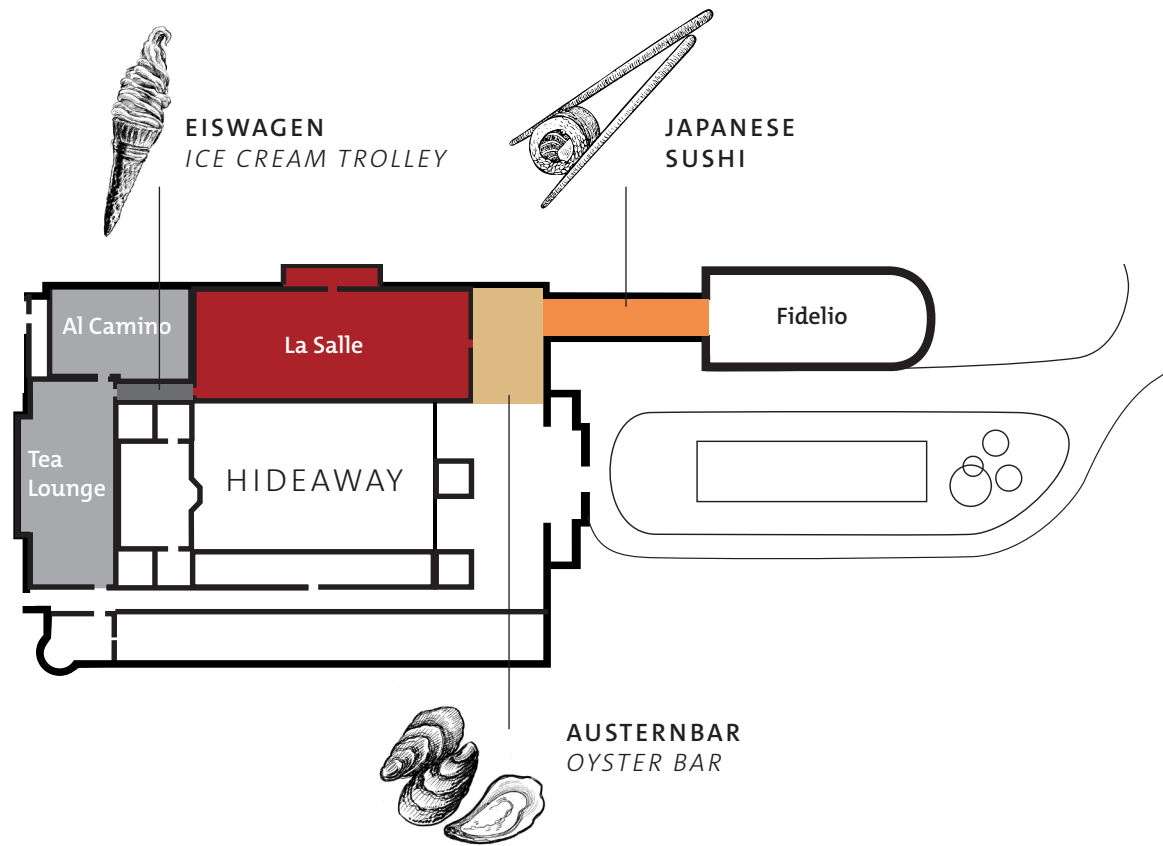 EISWAGEN
ICE CREAM TROLLEY
JAPANESE
SUSHI
Al Camino
La Salle
Fidelio
Tea
Lounge
HIDEAWAY
AUSTERNBAR
OYSTER BAR